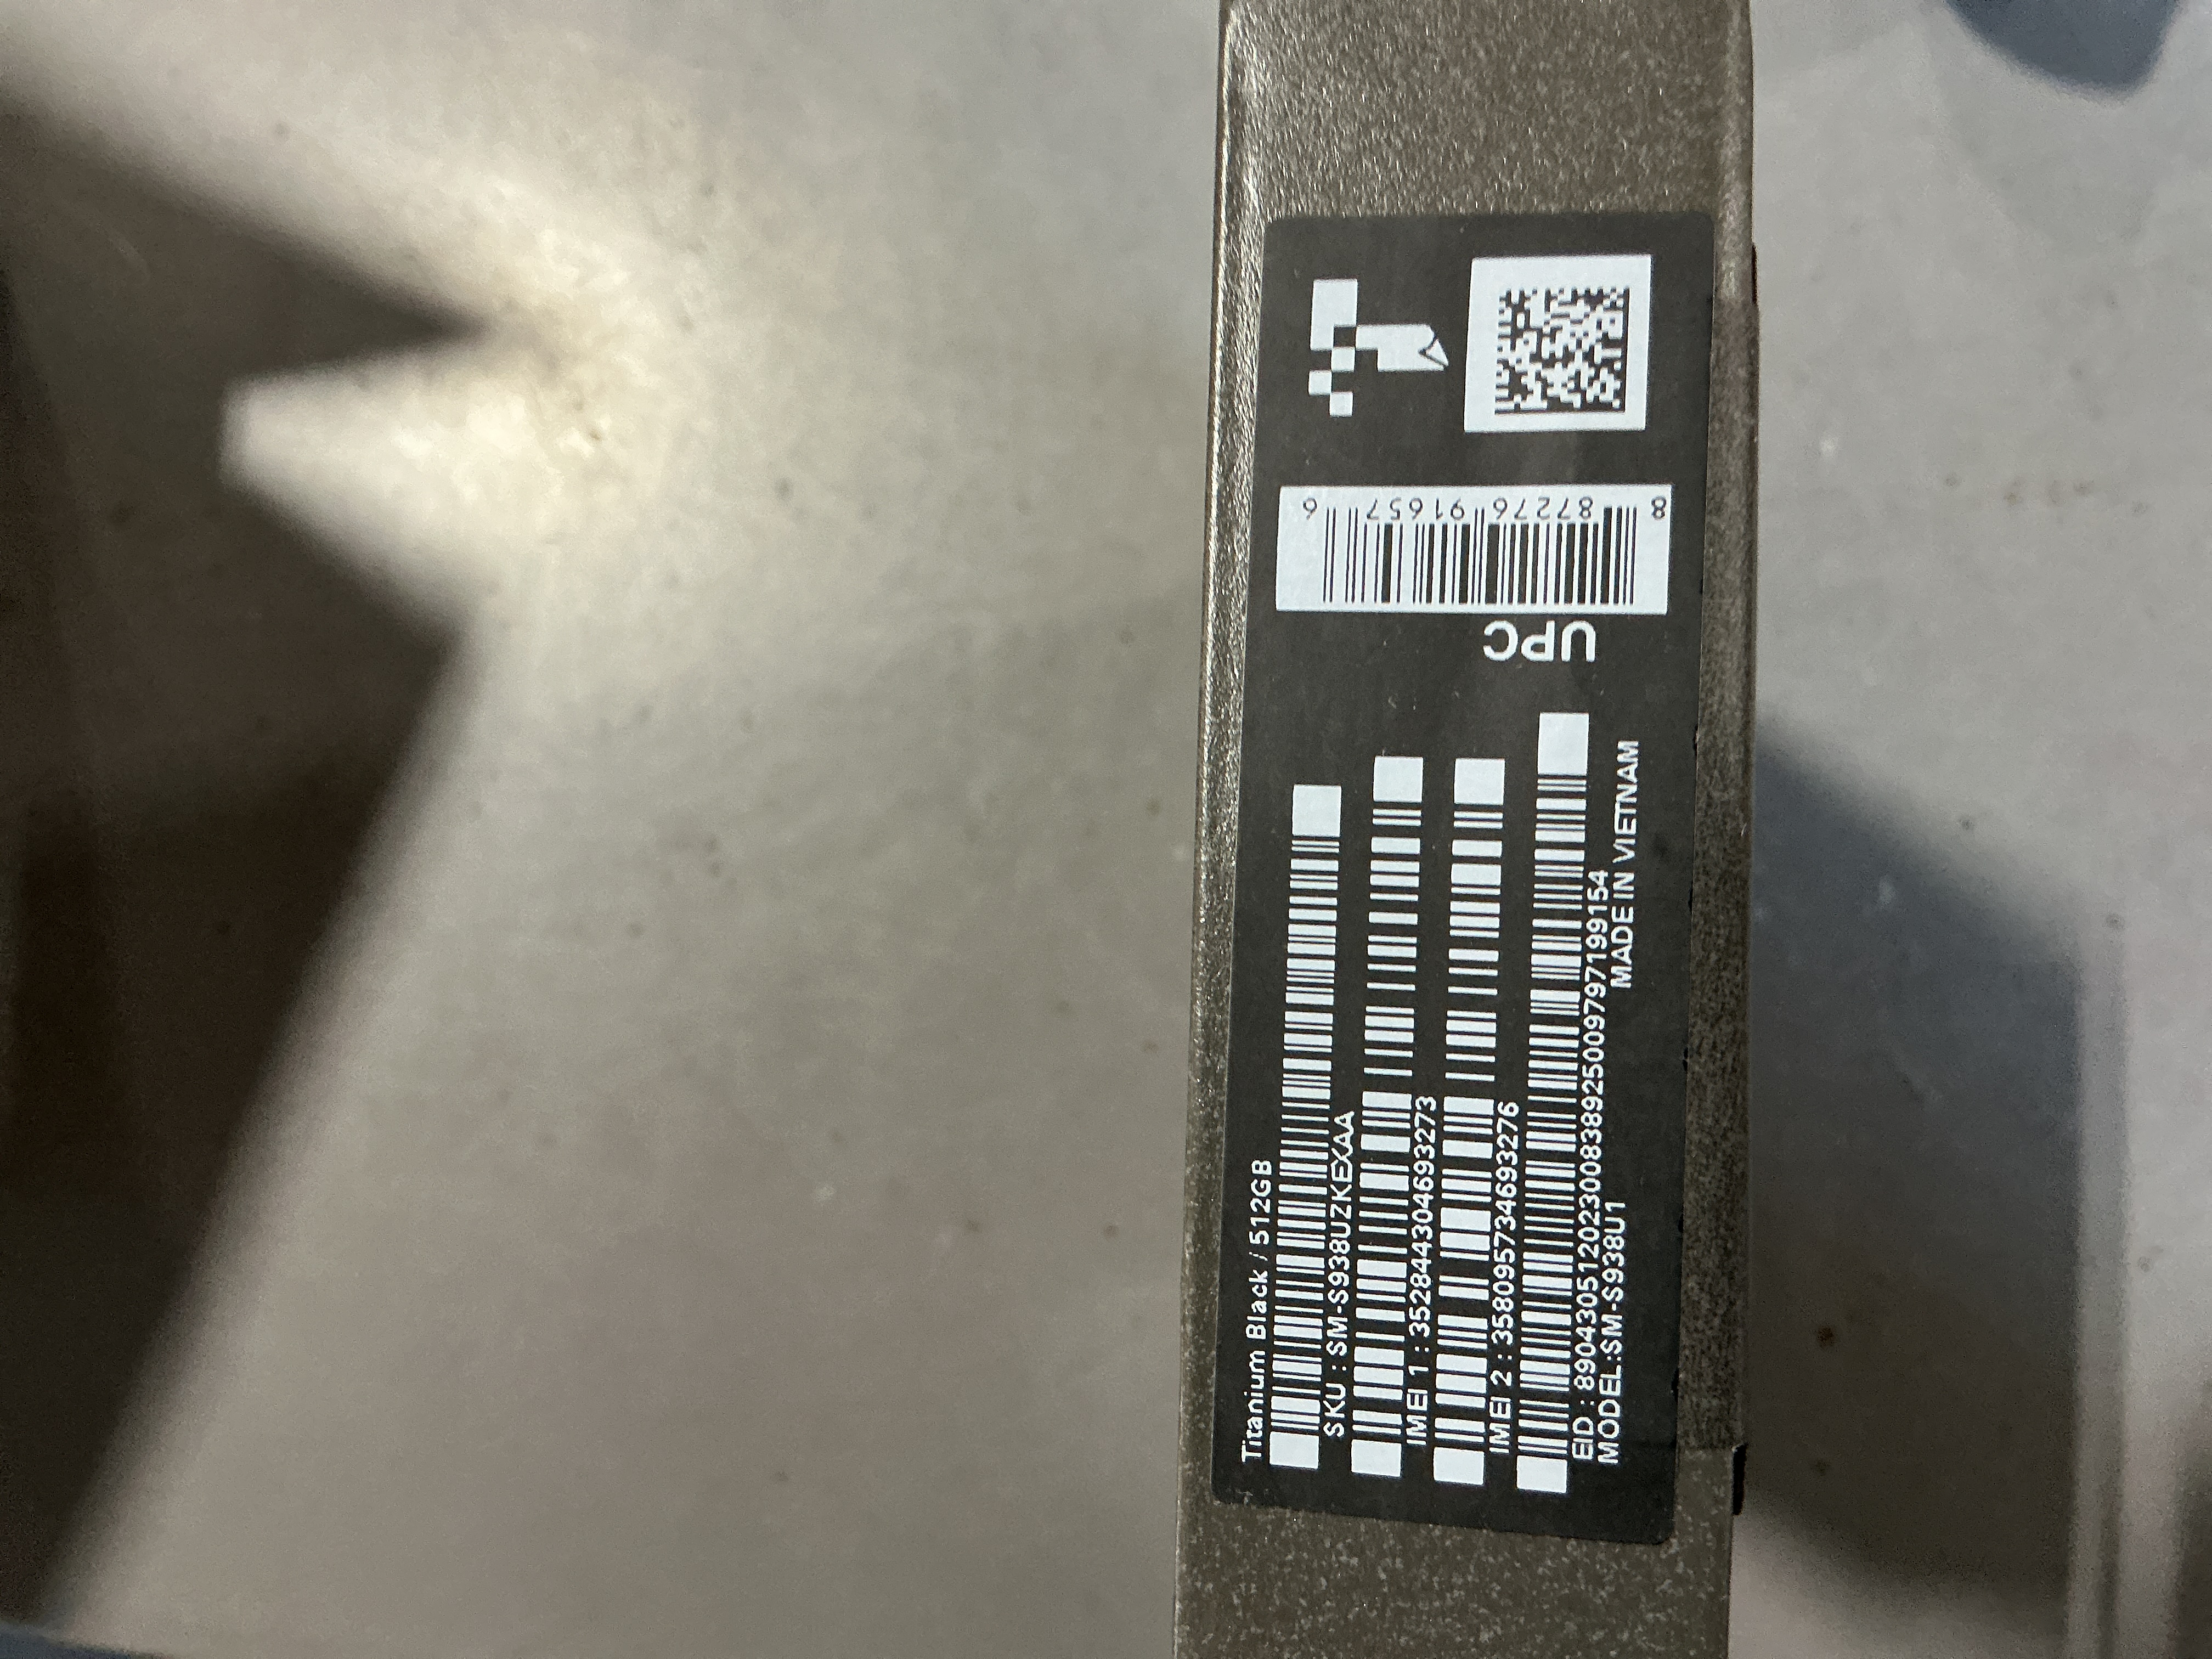 Titanium Black / 512GB
SKU : SM-S938UZKEXAA
IMEI 1 : 352844304693273
IMEI 2 : 358095734693276
EID : 89043051202300838925009797199154
MODEL:SM-S938U1
MADE IN VIETNAM
UPC
8 87276 91657 6